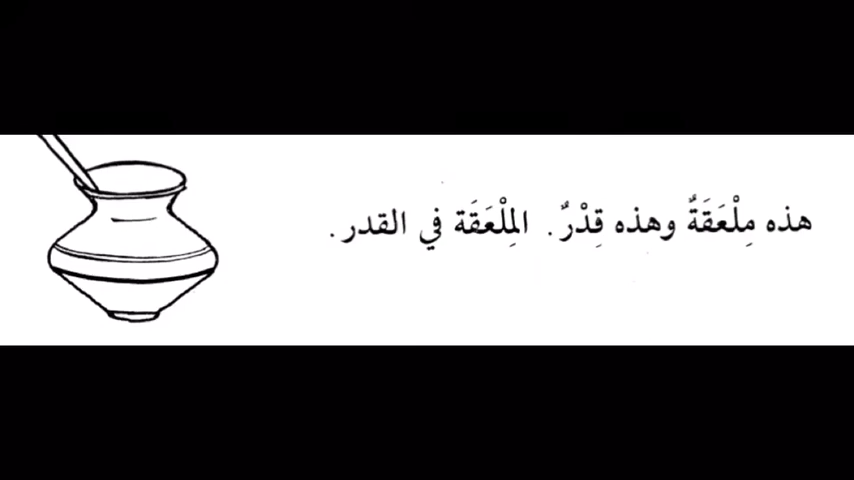 هذه مِلْعَقَةٌ وهذه قِدْرٌ. المِلْعَقَة في القدر.